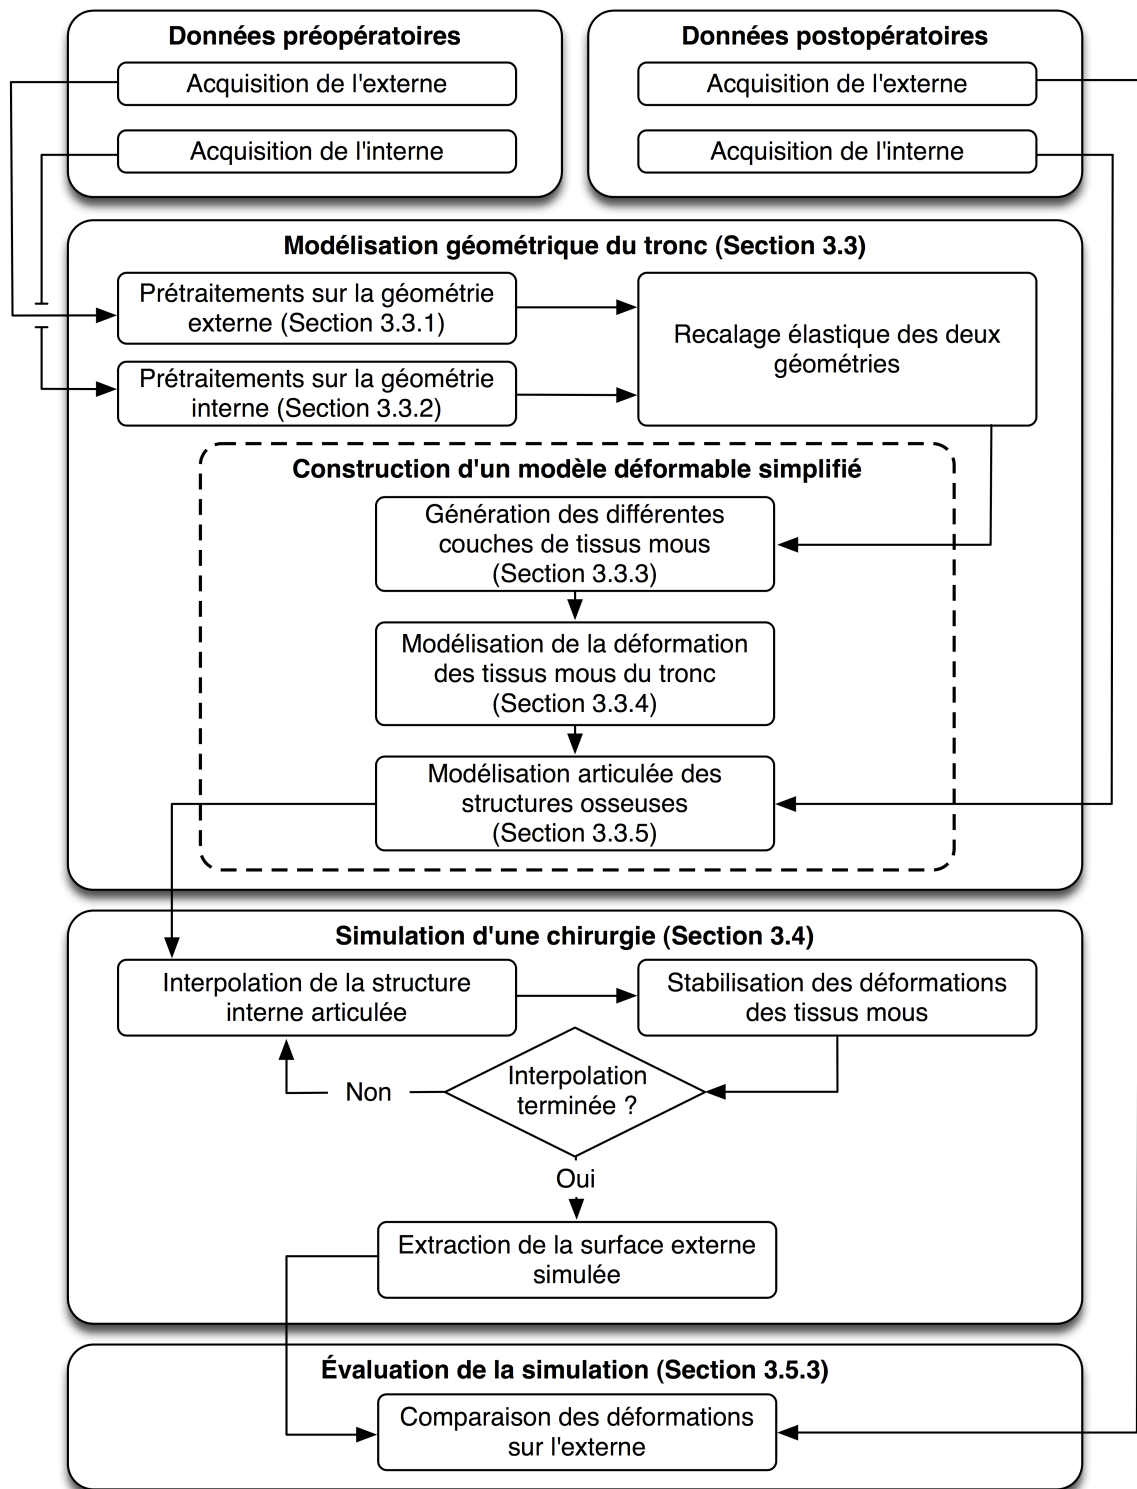 Données préopératoires
Acquisition de l'externe
Acquisition de l'interne
Données postopératoires
Acquisition de l'externe
Acquisition de l'interne
Modélisation géométrique du tronc (Section 3.3)
Prétraitements sur la géométrie
externe (Section 3.3.1)
Prétraitements sur la géométrie
interne (Section 3.3.2)
Recalage élastique des deux
géométries
Construction d'un modèle déformable simplifié
Génération des différentes
couches de tissus mous
(Section 3.3.3)
Modélisation de la déformation
des tissus mous du tronc
(Section 3.3.4)
Modélisation articulée des
structures osseuses
(Section 3.3.5)
Simulation d'une chirurgie (Section 3.4)
Interpolation de la structure
interne articulée
Stabilisation des déformations
des tissus mous
Interpolation
terminée ?
Non
Oui
Extraction de la surface externe
simulée
Évaluation de la simulation (Section 3.5.3)
Comparaison des déformations
sur l'externe